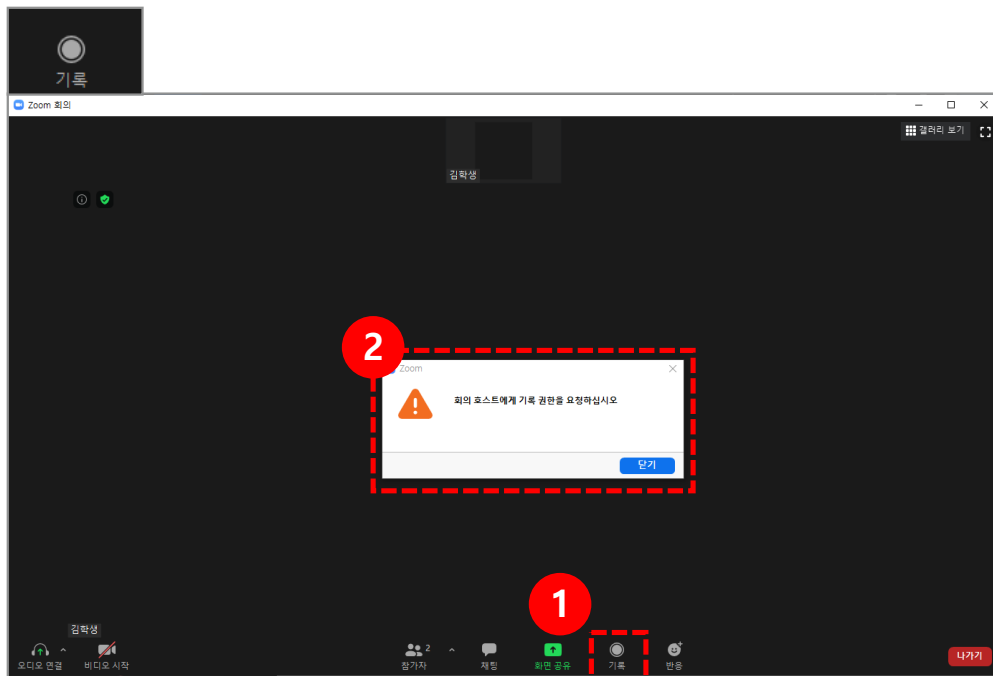 기록
Zoom 회의
갤러리 보기
김학생
2
Zoom
회의 호스트에게 기록 권한을 요청하십시오
닫기
1
김학생
오디오 연결
비디오 시작
2
참가자
채팅
화면 공유
기록
반응
나가기